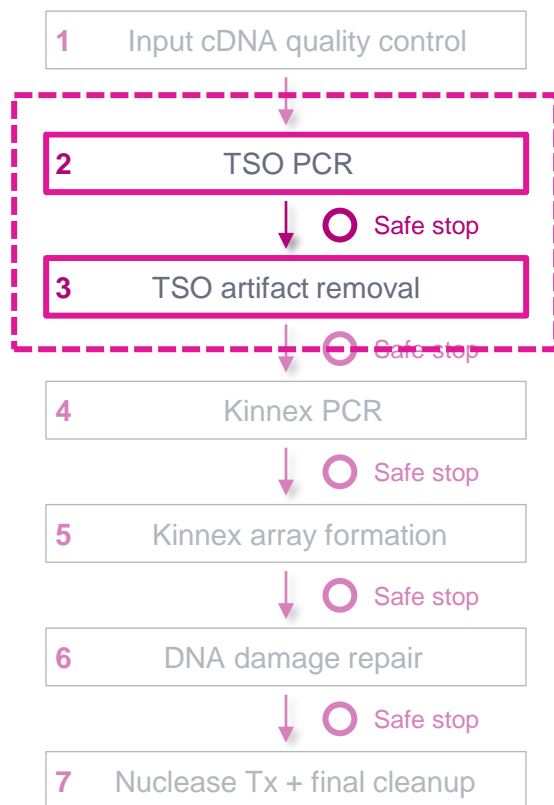 1 Input cDNA quality control
2 TSO PCR
Safe stop
3 TSO artifact removal
Safe stop
4 Kinnex PCR
Safe stop
5 Kinnex array formation
Safe stop
6 DNA damage repair
Safe stop
7 Nuclease Tx + final cleanup